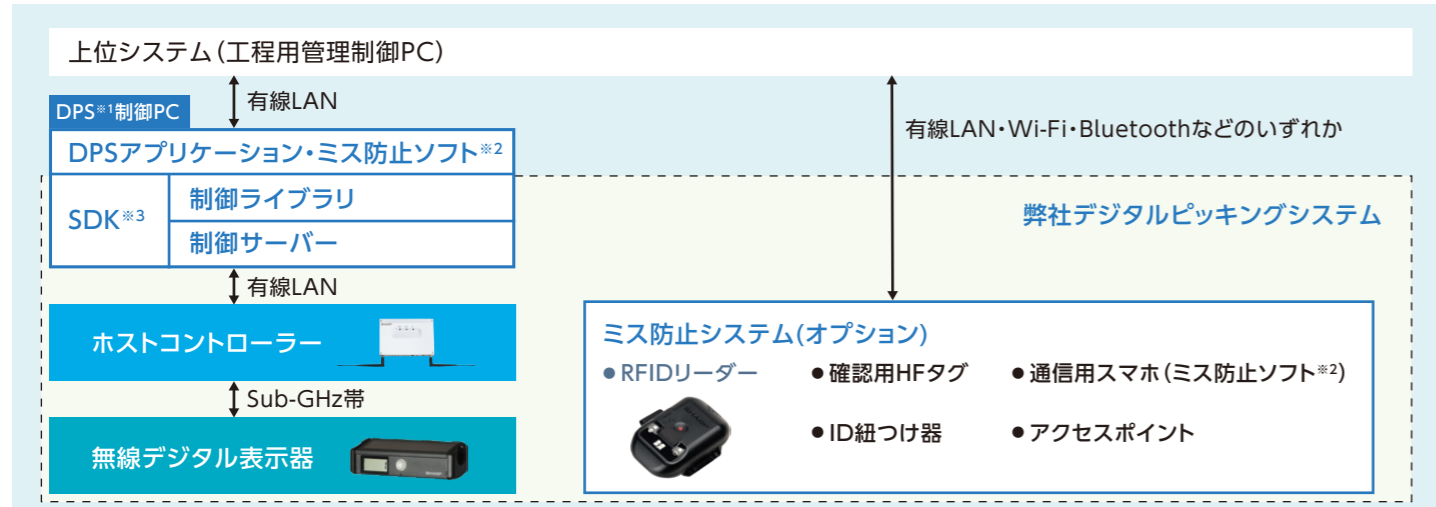 上位システム(工程用管理制御PC)
有線LAN
DPS※1制御PC
有線LAN・Wi-Fi・Bluetoothなどのいずれか
DPSアプリケーション・ミス防止ソフト※2
SDK※3
制御ライブラリ
制御サーバー
弊社デジタルピッキングシステム
有線LAN
ホストコントローラー
Sub-GHz帯
無線デジタル表示器
ミス防止システム(オプション)
●RFIDリーダー ●確認用HFタグ ●通信用スマホ(ミス防止ソフト※2)
●ID紐つけ器 ●アクセスポイント